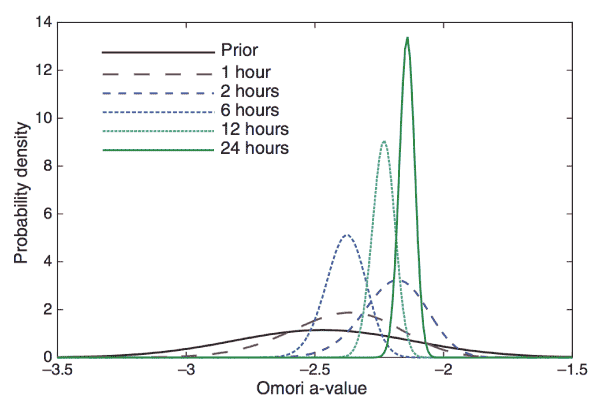 14
12
10
8
6
4
2
0
Probability density
Prior
1 hour
2 hours
6 hours
12 hours
24 hours
−3.5
−3
−2.5
−2
−1.5
Omori a-value